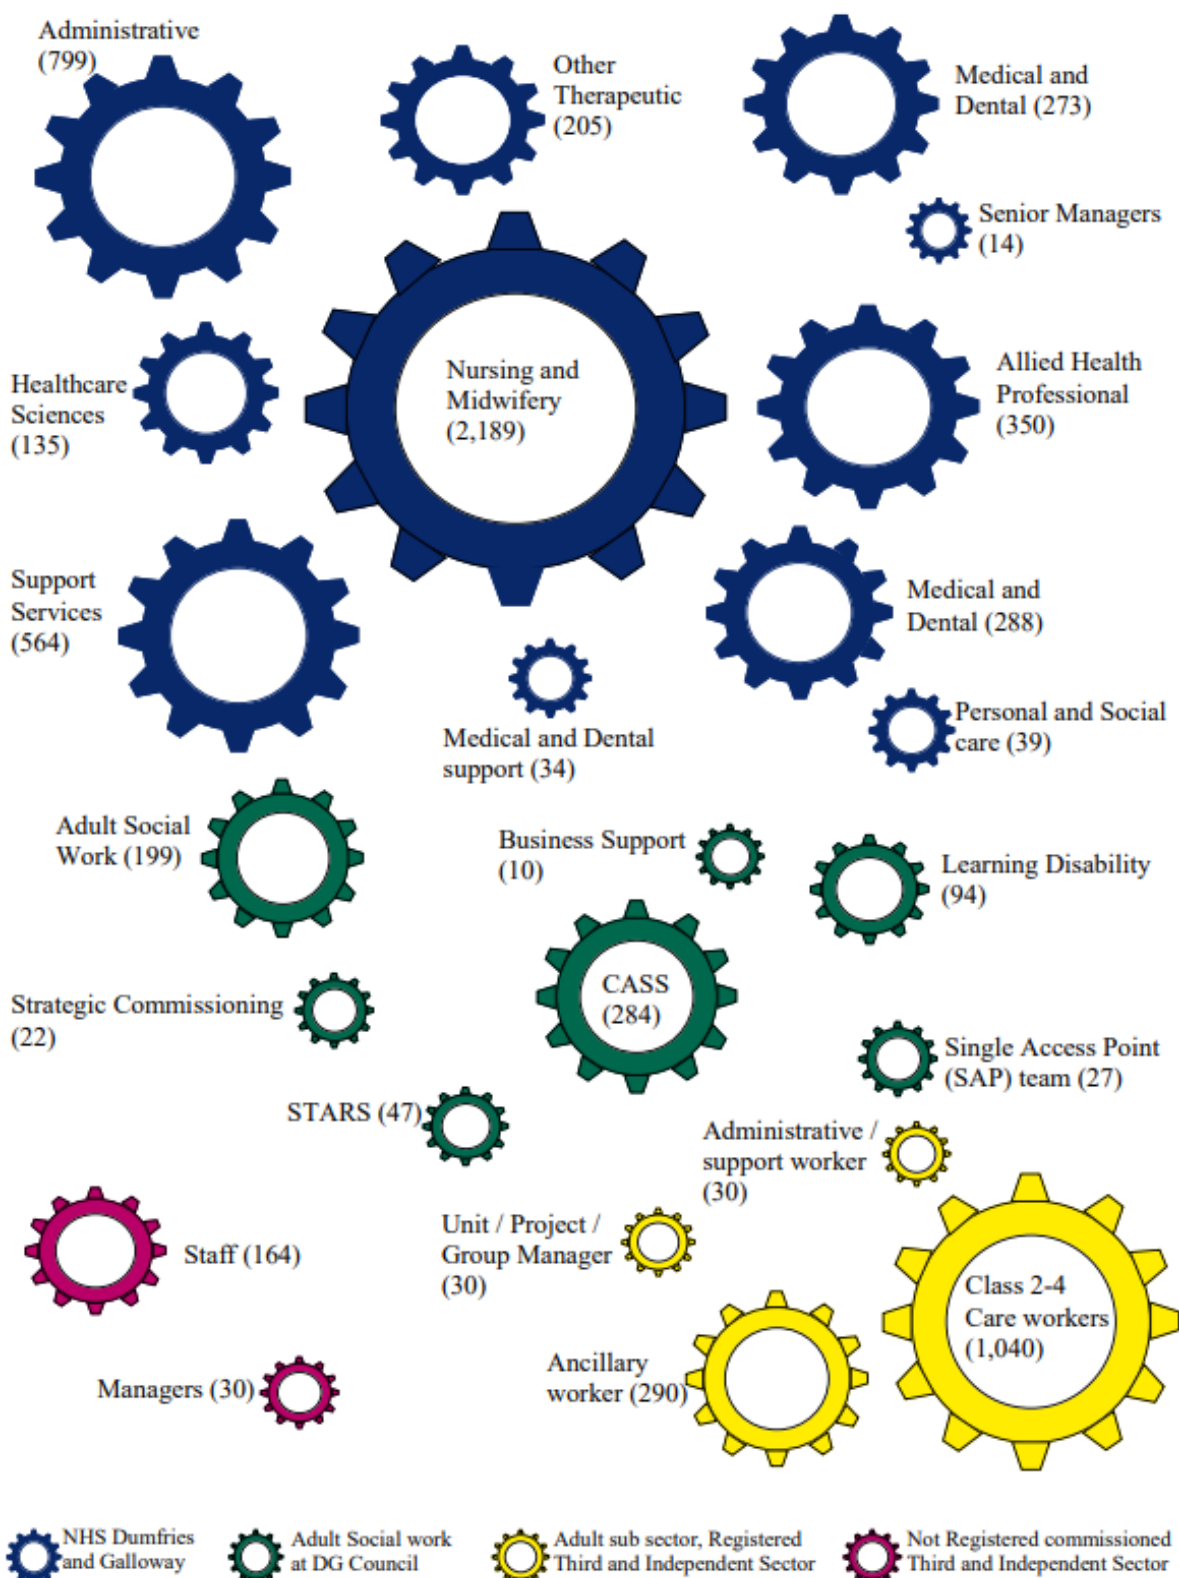 Administrative
(799)
Other
Therapeutic
(205)
Medical and
Dental (273)
Senior Managers
(14)
Healthcare
Sciences
(135)
Nursing and
Midwifery
(2,189)
Allied Health
Professional
(350)
Support
Services
(564)
Medical and
Dental (288)
Medical and Dental
support (34)
Personal and Social
care (39)
Adult Social
Work (199)
Business Support
(10)
Learning Disability
(94)
Strategic Commissioning
(22)
CASS
(284)
Single Access Point
(SAP) team (27)
STARS (47)
Administrative /
support worker
(30)
Staff (164)
Unit / Project /
Group Manager
(30)
Class 2-4
Care workers
(1,040)
Managers (30)
Ancillary
worker (290)
NHS Dumfries
and Galloway
Adult Social work
at DG Council
Adult sub sector, Registered
Third and Independent Sector
Not Registered commissioned
Third and Independent Sector